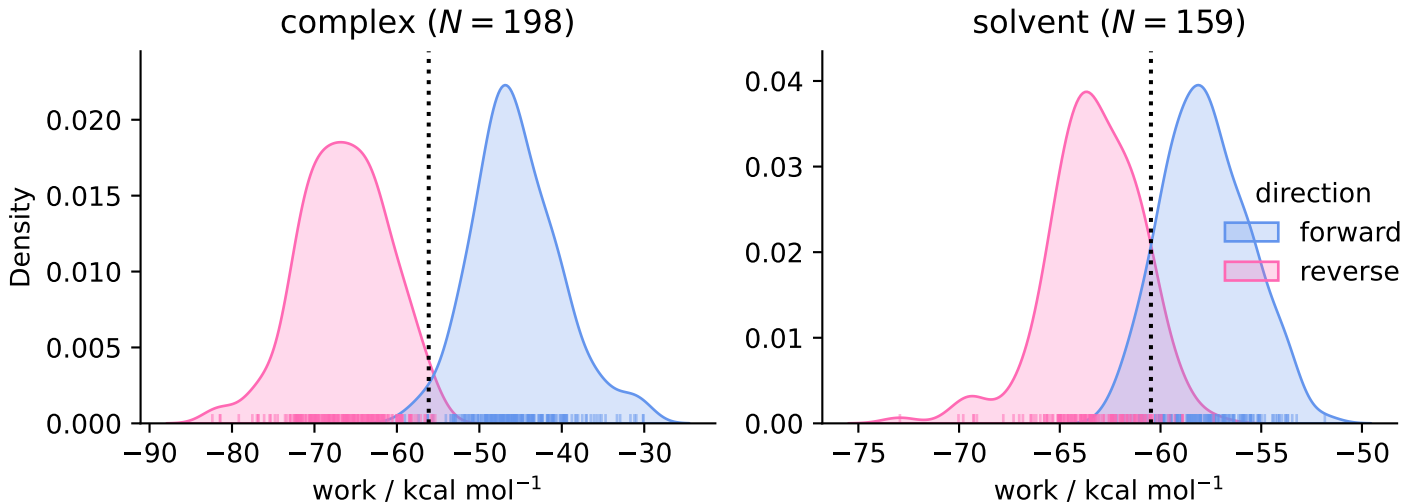 complex (N = 198)
Density
0.020
0.015
0.010
0.005
0.000
−90 −80 −70 −60 −50 −40 −30
work / kcal mol⁻¹
solvent (N = 159)
0.04
0.03
0.02
0.01
0.00
−75 −70 −65 −60 −55 −50
work / kcal mol⁻¹
direction
forward
reverse